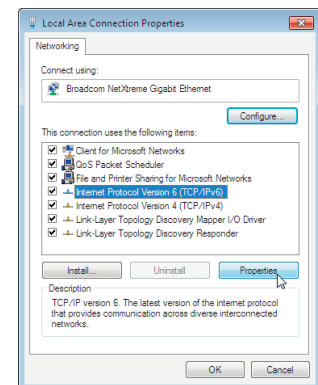 Local Area Connection Properties
Networking
Connect using:
Broadcom NetXtreme Gigabit Ethernet
Configure...
This connection uses the following items:
Client for Microsoft Networks
QoS Packet Scheduler
File and Printer Sharing for Microsoft Networks
Internet Protocol Version 6 (TCP/IPv6)
Internet Protocol Version 4 (TCP/IPv4)
Link-Layer Topology Discovery Mapper I/O Driver
Link-Layer Topology Discovery Responder
Install... Uninstall Properties
Description
TCP/IP version 6. The latest version of the internet protocol
that provides communication across diverse interconnected
networks.
OK Cancel